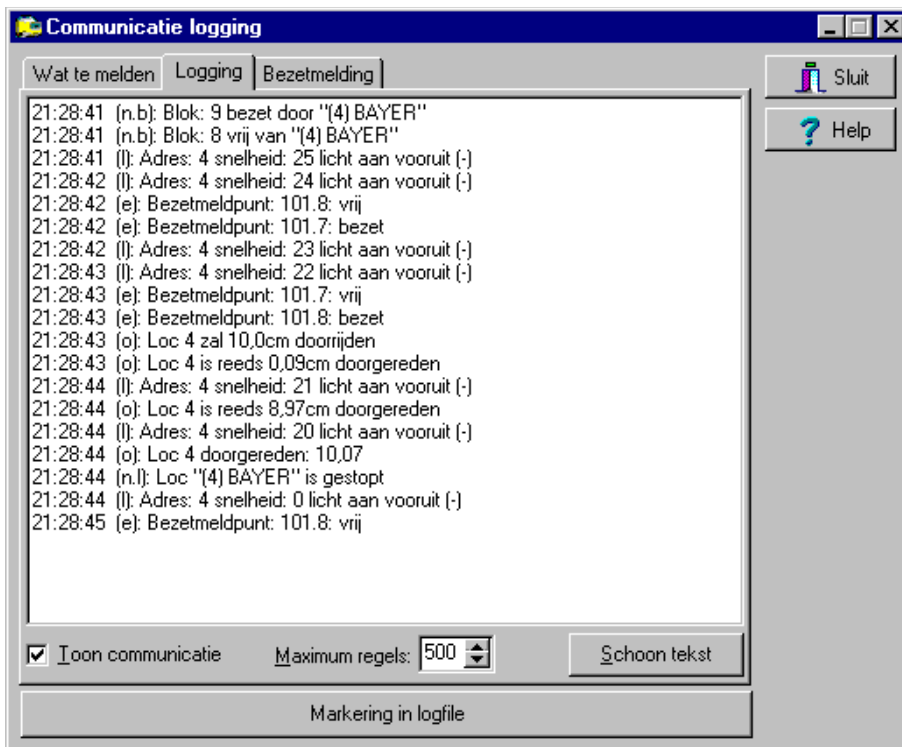 Communicatie logging
Wat te melden Logging Bezetmelding
Sluit
Help
21:28:41 (n.b): Blok: 9 bezet door "(4) BAYER"
21:28:41 (n.b): Blok: 8 vrij van "(4) BAYER"
21:28:41 (l): Adres: 4 snelheid: 25 licht aan vooruit (-)
21:28:42 (l): Adres: 4 snelheid: 24 licht aan vooruit (-)
21:28:42 (e): Bezetmeldpunt: 101.8: vrij
21:28:42 (e): Bezetmeldpunt: 101.7: bezet
21:28:42 (l): Adres: 4 snelheid: 23 licht aan vooruit (-)
21:28:43 (l): Adres: 4 snelheid: 22 licht aan vooruit (-)
21:28:43 (e): Bezetmeldpunt: 101.7: vrij
21:28:43 (e): Bezetmeldpunt: 101.8: bezet
21:28:43 (o): Loc 4 zal 10,0cm doorrijden
21:28:43 (o): Loc 4 is reeds 0,09cm doorgereden
21:28:44 (l): Adres: 4 snelheid: 21 licht aan vooruit (-)
21:28:44 (o): Loc 4 is reeds 8,97cm doorgereden
21:28:44 (l): Adres: 4 snelheid: 20 licht aan vooruit (-)
21:28:44 (o): Loc 4 doorgereden: 10,07
21:28:44 (n.l): Loc "(4) BAYER" is gestopt
21:28:44 (l): Adres: 4 snelheid: 0 licht aan vooruit (-)
21:28:45 (e): Bezetmeldpunt: 101.8: vrij
Toon communicatie Maximum regels: 500 Schoon tekst
Markering in logfile